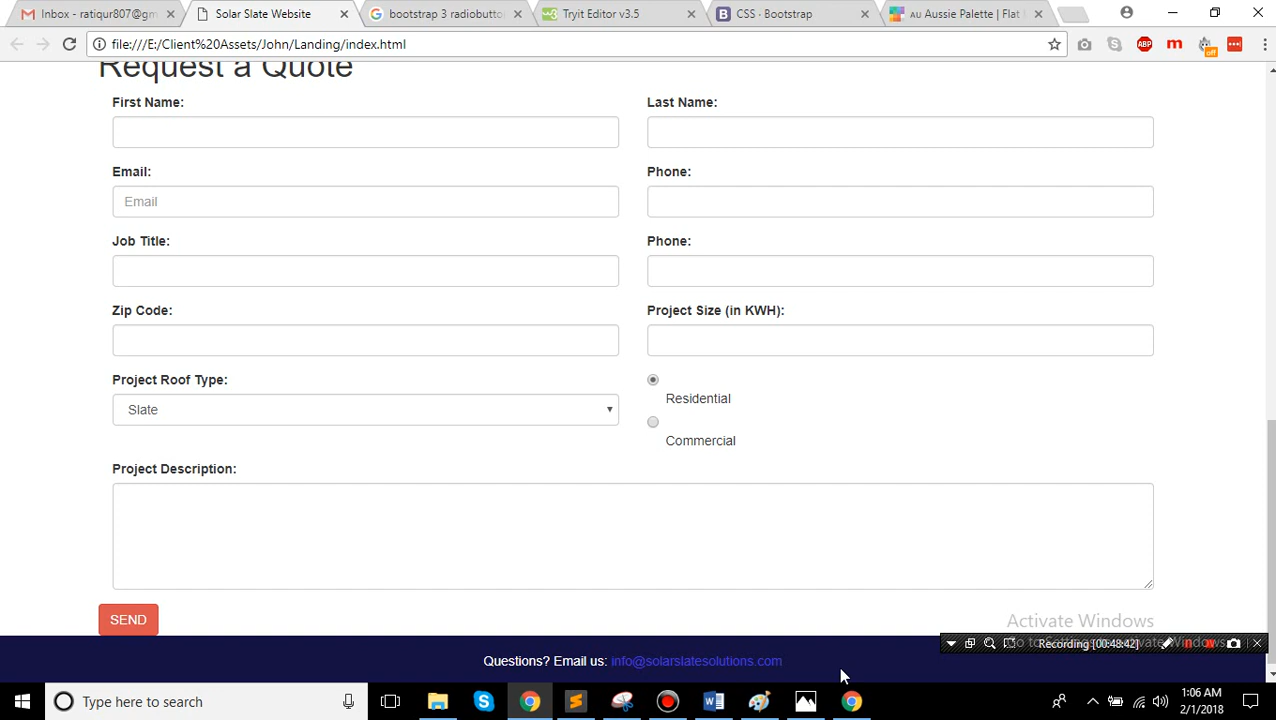 Inbox - ratiqur807@gm
Solar Slate Website
bootstrap 3 radiobutto
Tryit Editor v3.5
CSS · Bootstrap
AU Aussie Palette | Flat
file:///E:/Client%20Assets/John/Landing/index.html
ABP
m
off
Request a Quote
First Name:
Last Name:
Email:
Phone:
Email
Job Title:
Phone:
Zip Code:
Project Size (in KWH):
Project Roof Type:
Residential
Slate
Commercial
Project Description:
SEND
Activate Windows
Recording [00:48:42]
Questions? Email us: info@solarslatesolutions.com
Type here to search
1:06 AM
2/1/2018